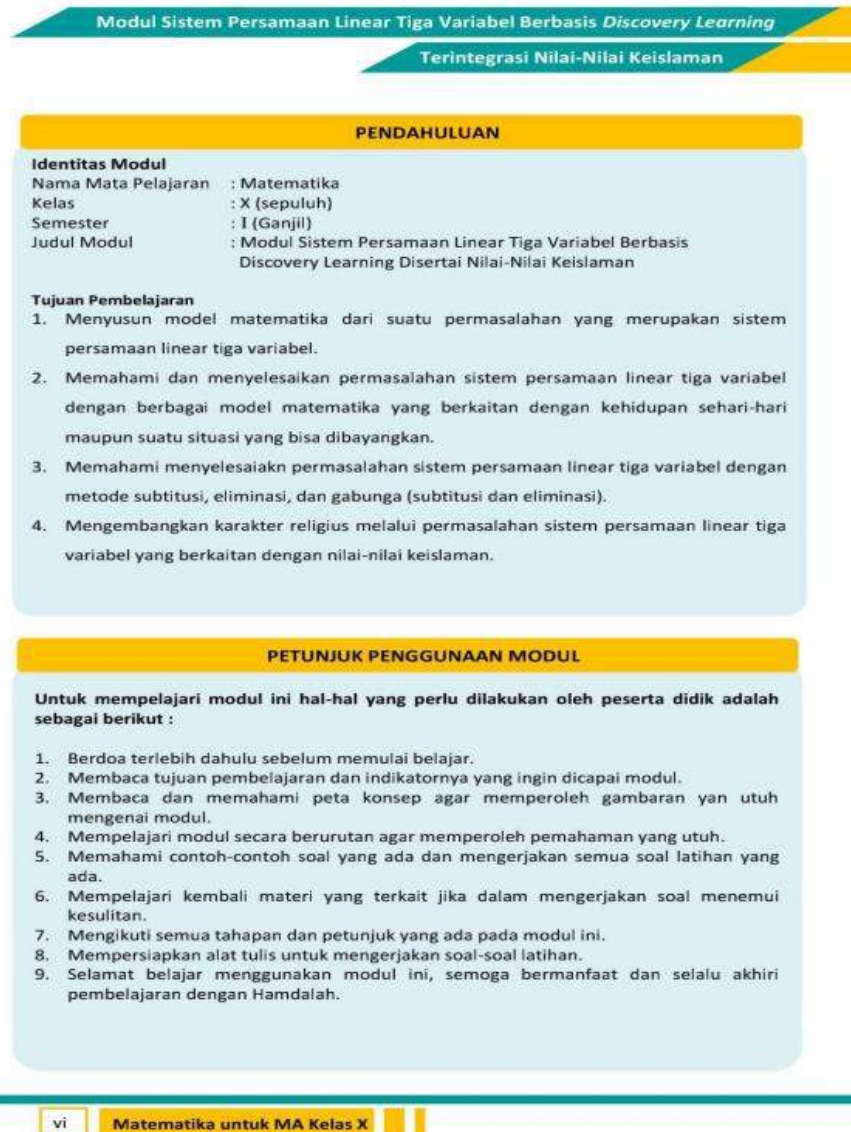 Modul Sistem Persamaan Linear Tiga Variabel Berbasis Discovery Learning
Terintegrasi Nilai-Nilai Keislaman
PENDAHULUAN
Identitas Modul
Nama Mata Pelajaran : Matematika
Kelas : X (sepuluh)
Semester : I (Ganjil)
Judul Modul : Modul Sistem Persamaan Linear Tiga Variabel Berbasis
Discovery Learning Disertai Nilai-Nilai Keislaman
Tujuan Pembelajaran
1. Menyusun model matematika dari suatu permasalahan yang merupakan sistem
persamaan linear tiga variabel.
2. Memahami dan menyelesaikan permasalahan sistem persamaan linear tiga variabel
dengan berbagai model matematika yang berkaitan dengan kehidupan sehari-hari
maupun suatu situasi yang bisa dibayangkan.
3. Memahami menyelesaiakn permasalahan sistem persamaan linear tiga variabel dengan
metode subtitusi, eliminasi, dan gabunga (subtitusi dan eliminasi).
4. Mengembangkan karakter religius melalui permasalahan sistem persamaan linear tiga
variabel yang berkaitan dengan nilai-nilai keislaman.
PETUNJUK PENGGUNAAN MODUL
Untuk mempelajari modul ini hal-hal yang perlu dilakukan oleh peserta didik adalah
sebagai berikut :
1. Berdoa terlebih dahulu sebelum memulai belajar.
2. Membaca tujuan pembelajaran dan indikatornya yang ingin dicapai modul.
3. Membaca dan memahami peta konsep agar memperoleh gambaran yan utuh
mengenai modul.
4. Mempelajari modul secara berurutan agar memperoleh pemahaman yang utuh.
5. Memahami contoh-contoh soal yang ada dan mengerjakan semua soal latihan yang
ada.
6. Mempelajari kembali materi yang terkait jika dalam mengerjakan soal menemui
kesulitan.
7. Mengikuti semua tahapan dan petunjuk yang ada pada modul ini.
8. Mempersiapkan alat tulis untuk mengerjakan soal-soal latihan.
9. Selamat belajar menggunakan modul ini, semoga bermanfaat dan selalu akhiri
pembelajaran dengan Hamdalah.
vi Matematika untuk MA Kelas X